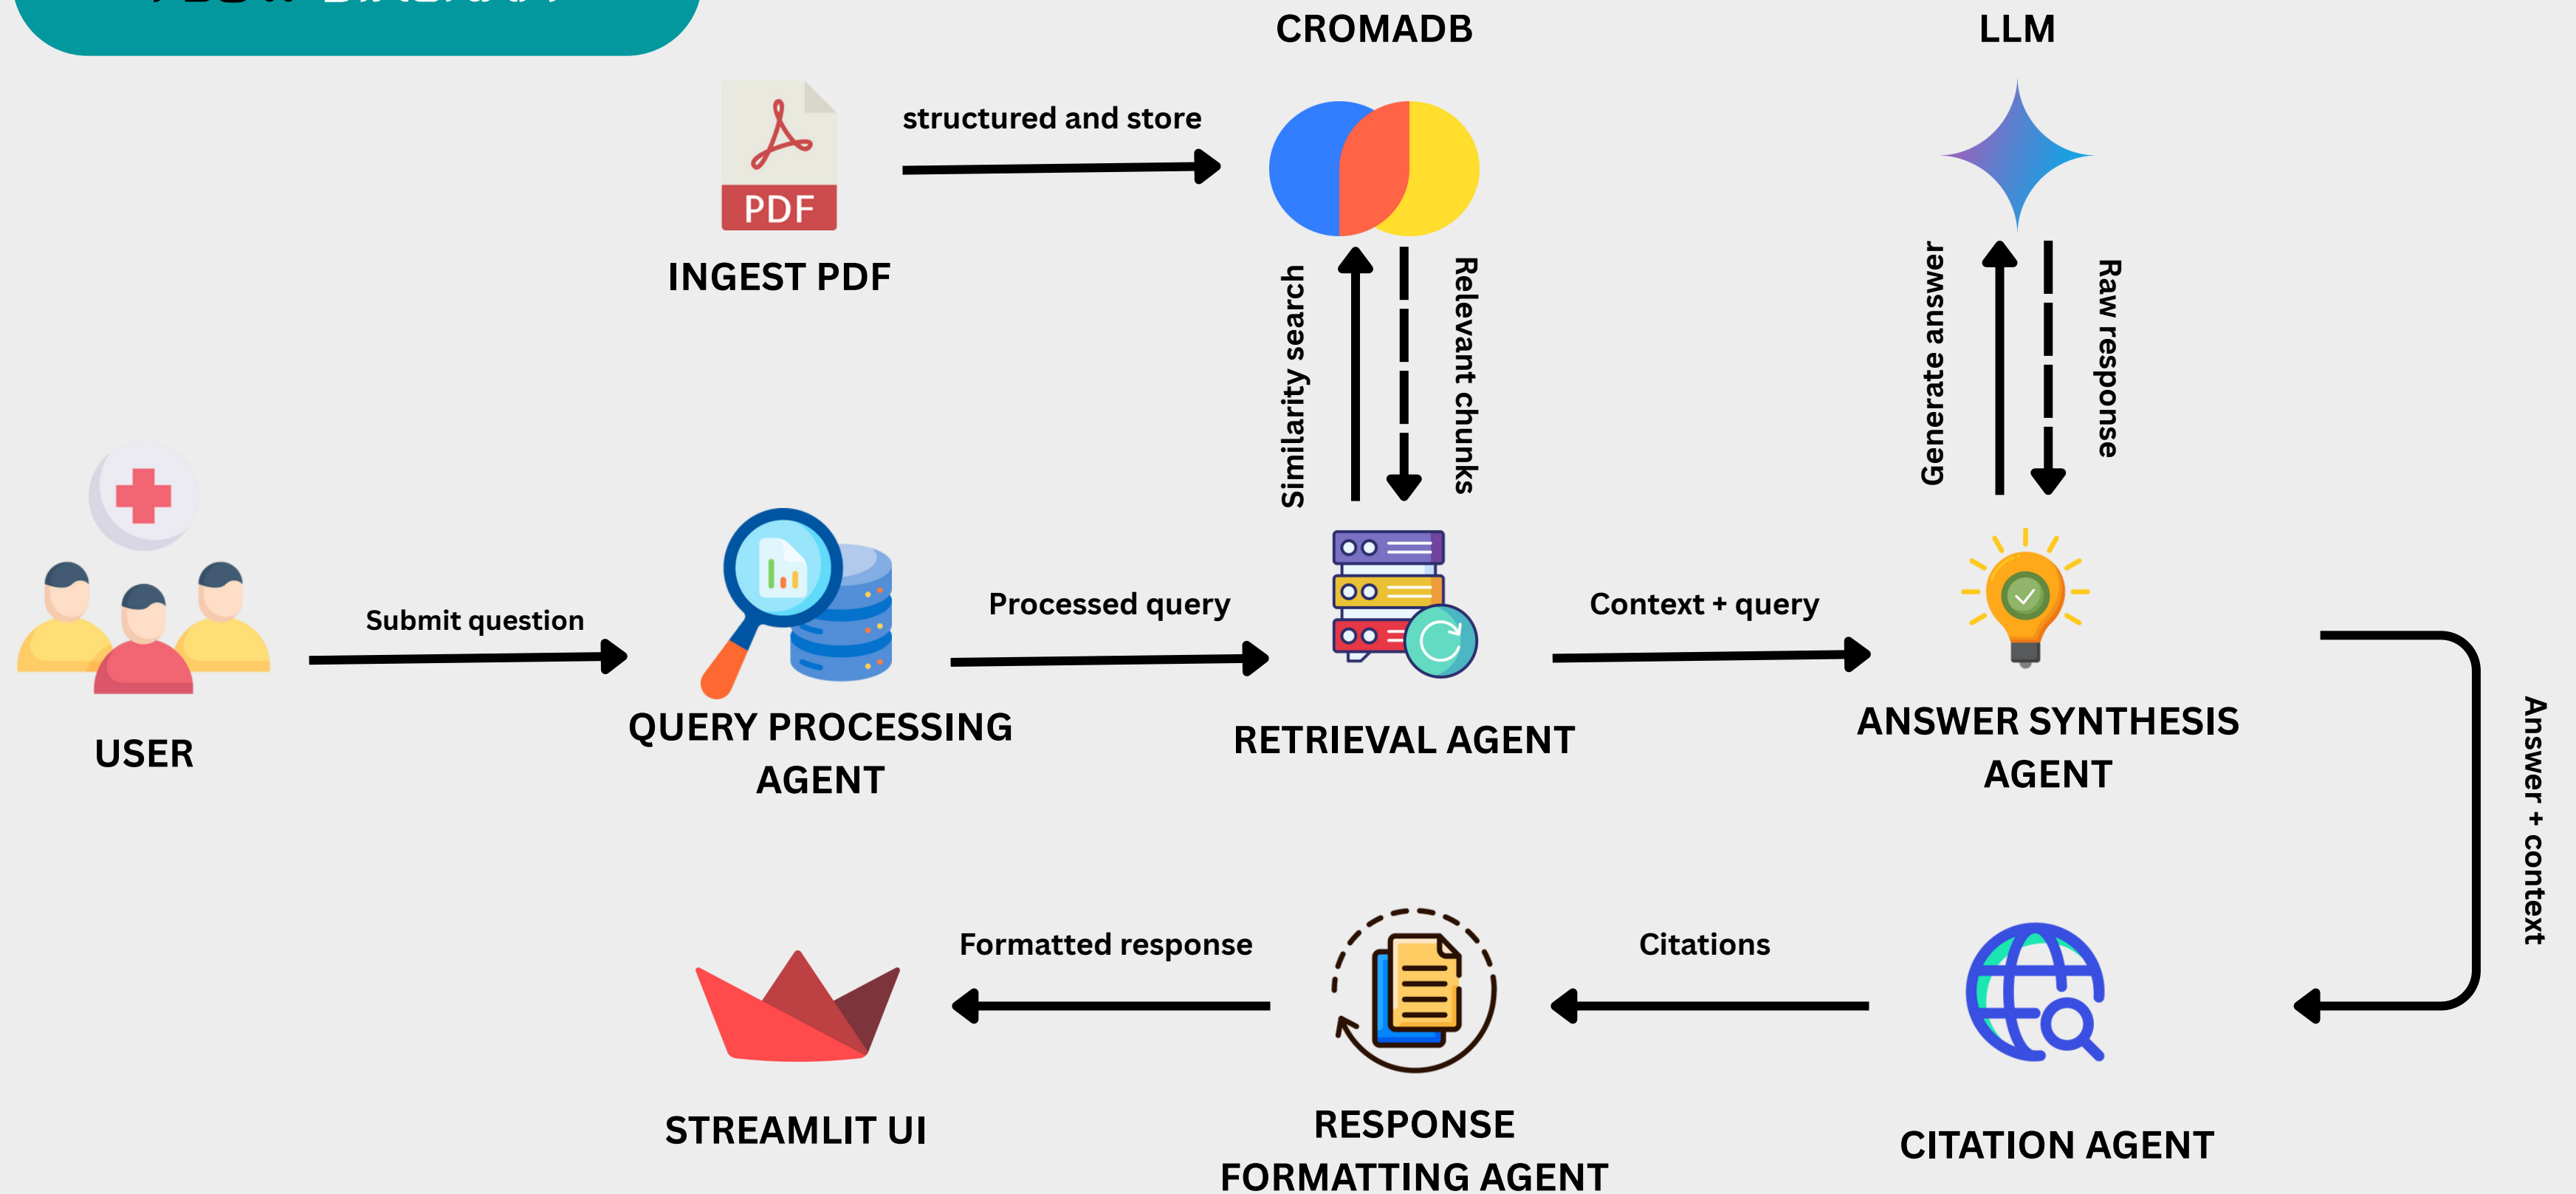 FLOW DIAGRAM
CROMADB
LLM
structured and store
PDF
INGEST PDF
Similarity search
Relevant chunks
Generate answer
Raw response
Submit question
Processed query
Context + query
USER
QUERY PROCESSING
AGENT
RETRIEVAL AGENT
ANSWER SYNTHESIS
AGENT
Answer + context
Formatted response
Citations
STREAMLIT UI
RESPONSE
FORMATTING AGENT
CITATION AGENT